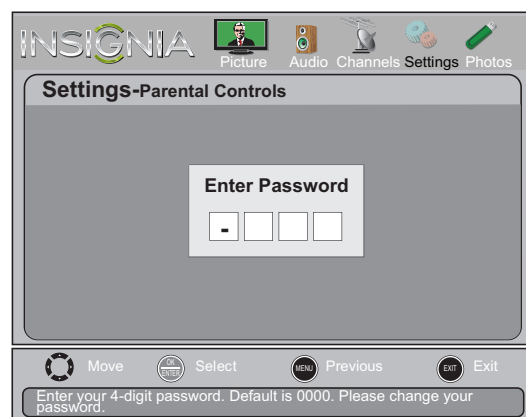 INSIGNIA
Picture Audio Channels Settings Photos
Settings-Parental Controls
Enter Password
-
Move OK ENTER Select MENU Previous EXIT Exit
Enter your 4-digit password. Default is 0000. Please change your
password.